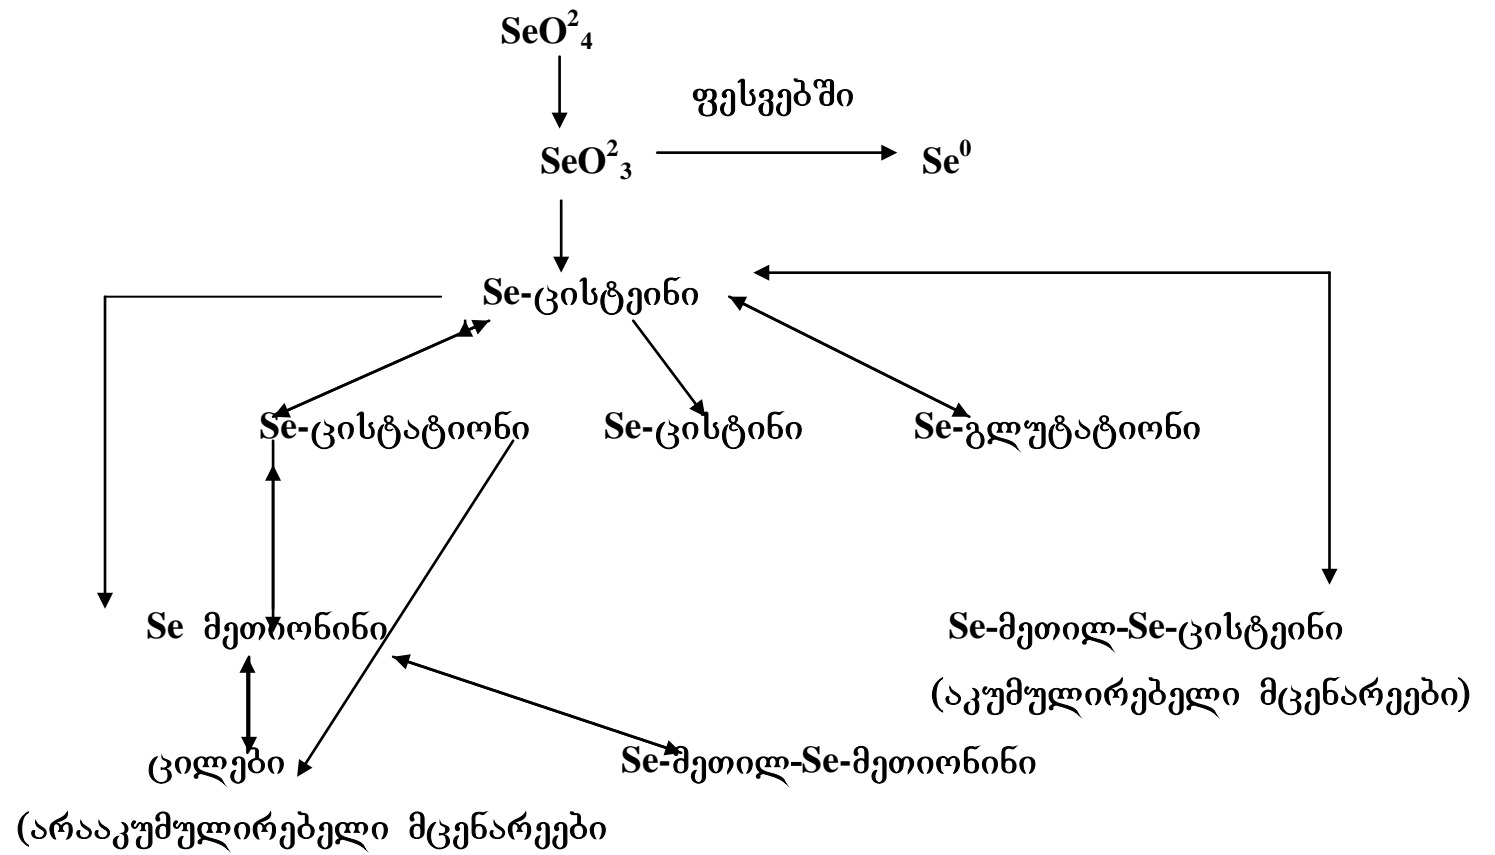 SeO²₄
ფესვებში
SeO²₃
Se⁰
Se-ცისტეინი
Se-ცისტატიონი
Se-ცისტინი
Se-გლუტატიონი
Se მეთიონინი
Se-მეთილ-Se-ცისტეინი
(აკუმულირებელი მცენარეები)
ცილები
Se-მეთილ-Se-მეთიონინი
(არააკუმულირებელი მცენარეები